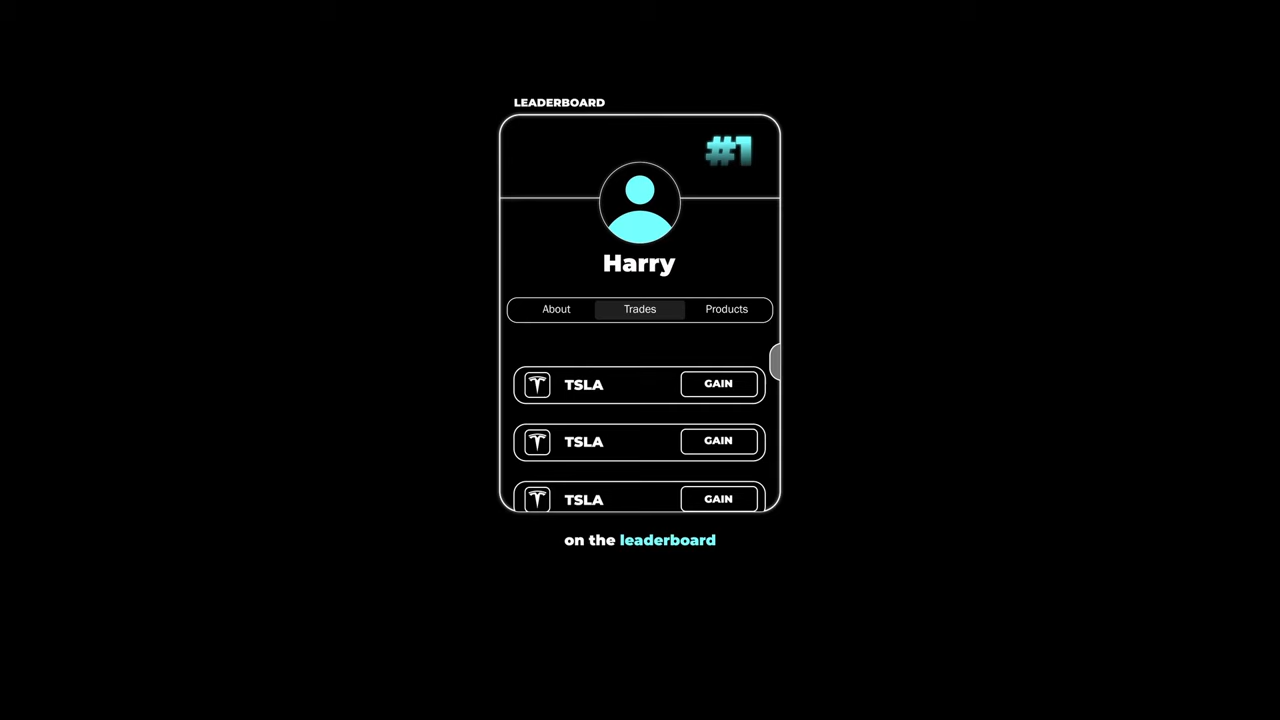 LEADERBOARD
#1
Harry
About Trades Products
TSLA GAIN
TSLA GAIN
TSLA GAIN
on the leaderboard